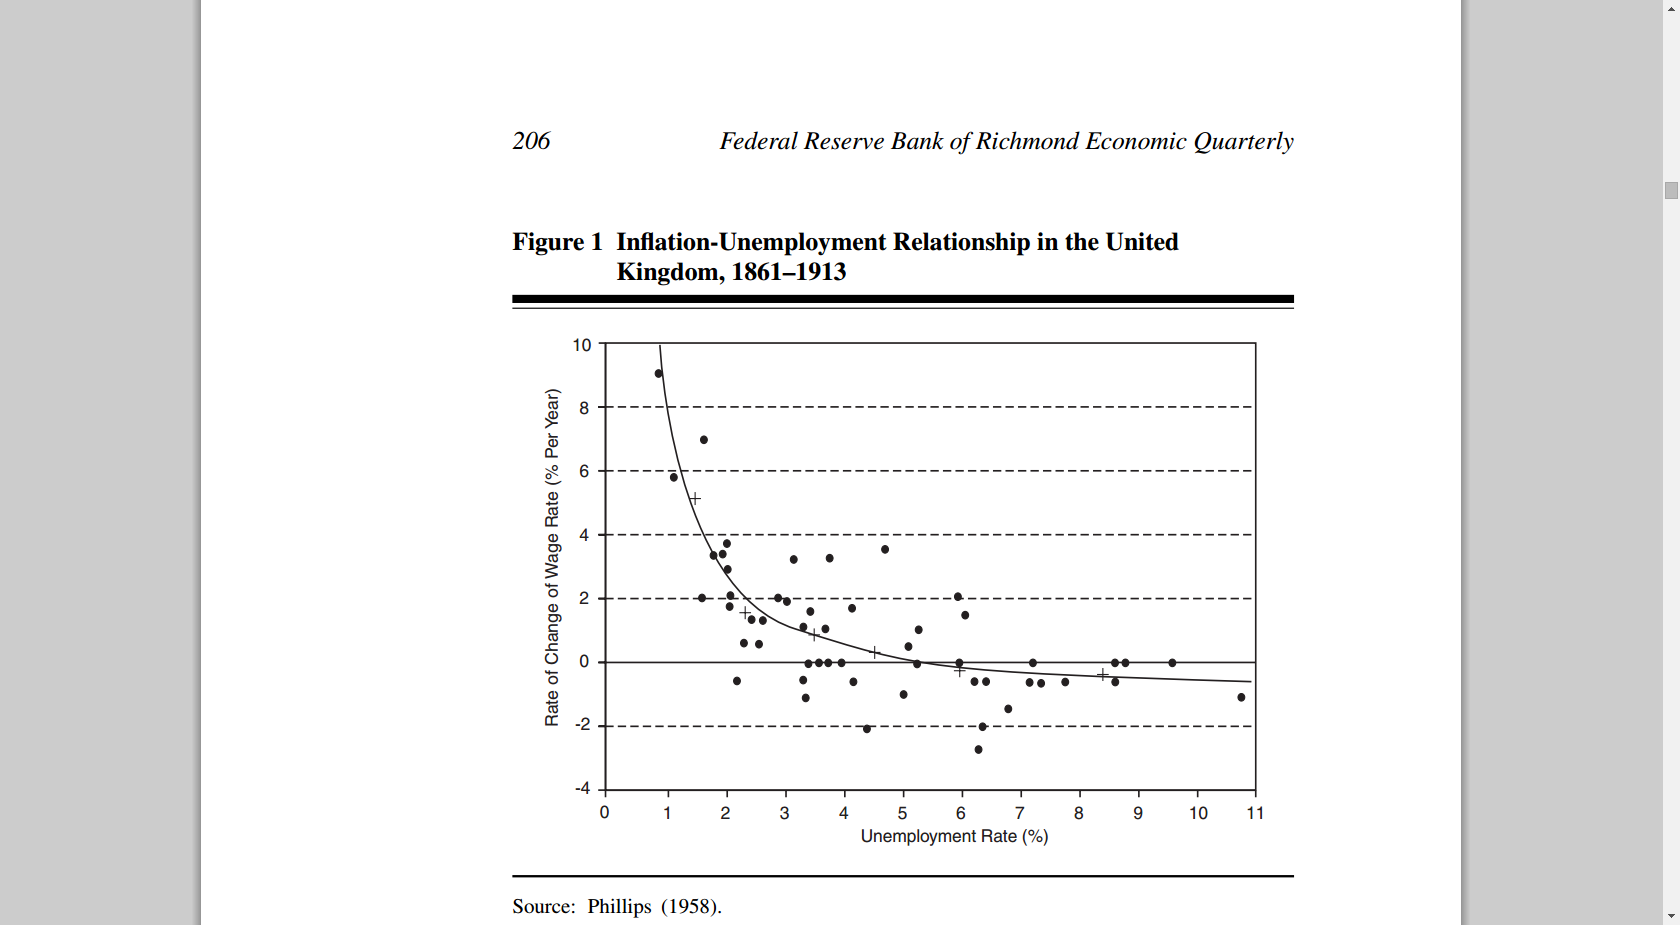 206 Federal Reserve Bank of Richmond Economic Quarterly
Figure 1 Inflation-Unemployment Relationship in the United
Kingdom, 1861–1913
Rate of Change of Wage Rate (% Per Year)
10
8
6
4
2
0
-2
-4
0 1 2 3 4 5 6 7 8 9 10 11
Unemployment Rate (%)
Source: Phillips (1958).